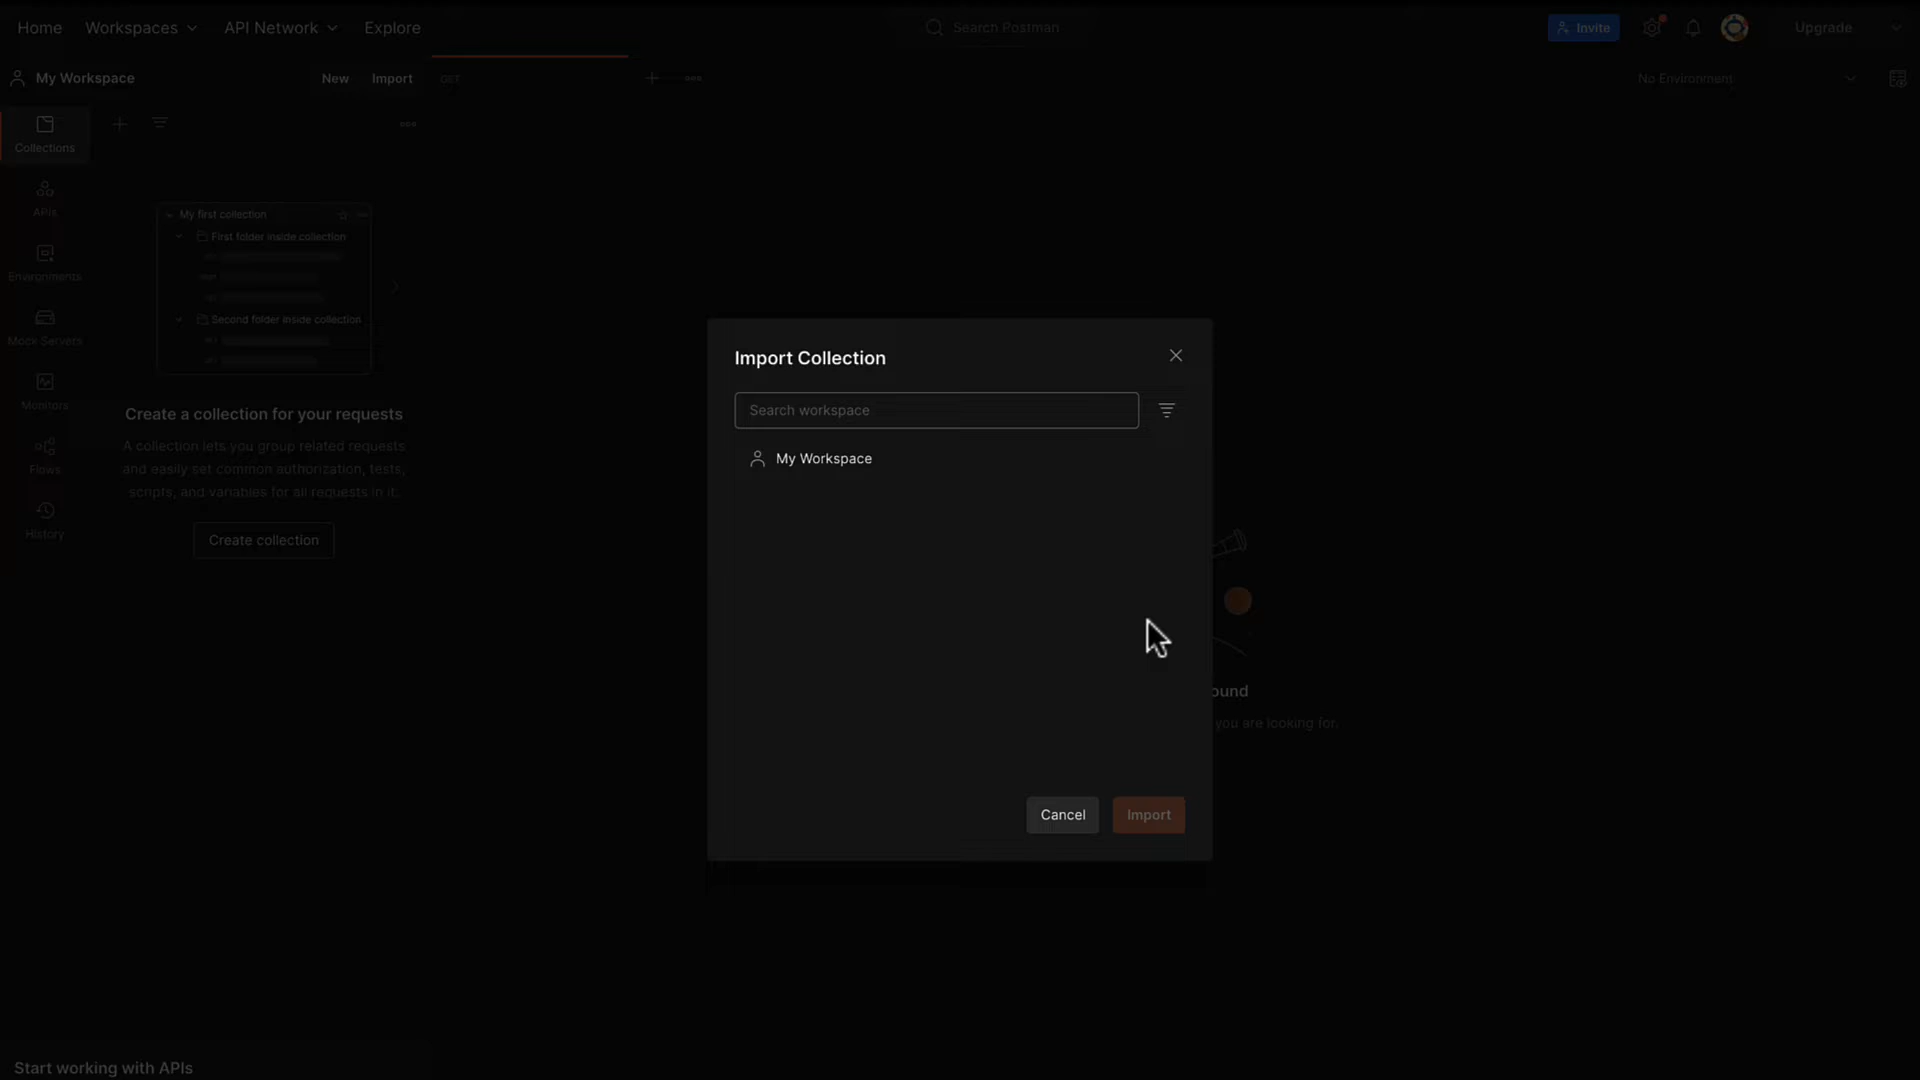 Home Workspaces API Network Explore Search Postman Invite Upgrade
My Workspace New Import GET No Environment
Collections
APIs
Environments
Mock Servers
Monitors
Flows
History
My first collection
First folder inside collection
Second folder inside collection
Create a collection for your requests
A collection lets you group related requests
and easily set common authorization, tests,
scripts, and variables for all requests in it.
Create collection
Import Collection
Search workspace
My Workspace
Cancel Import
ound
you are looking for.
Start working with APIs